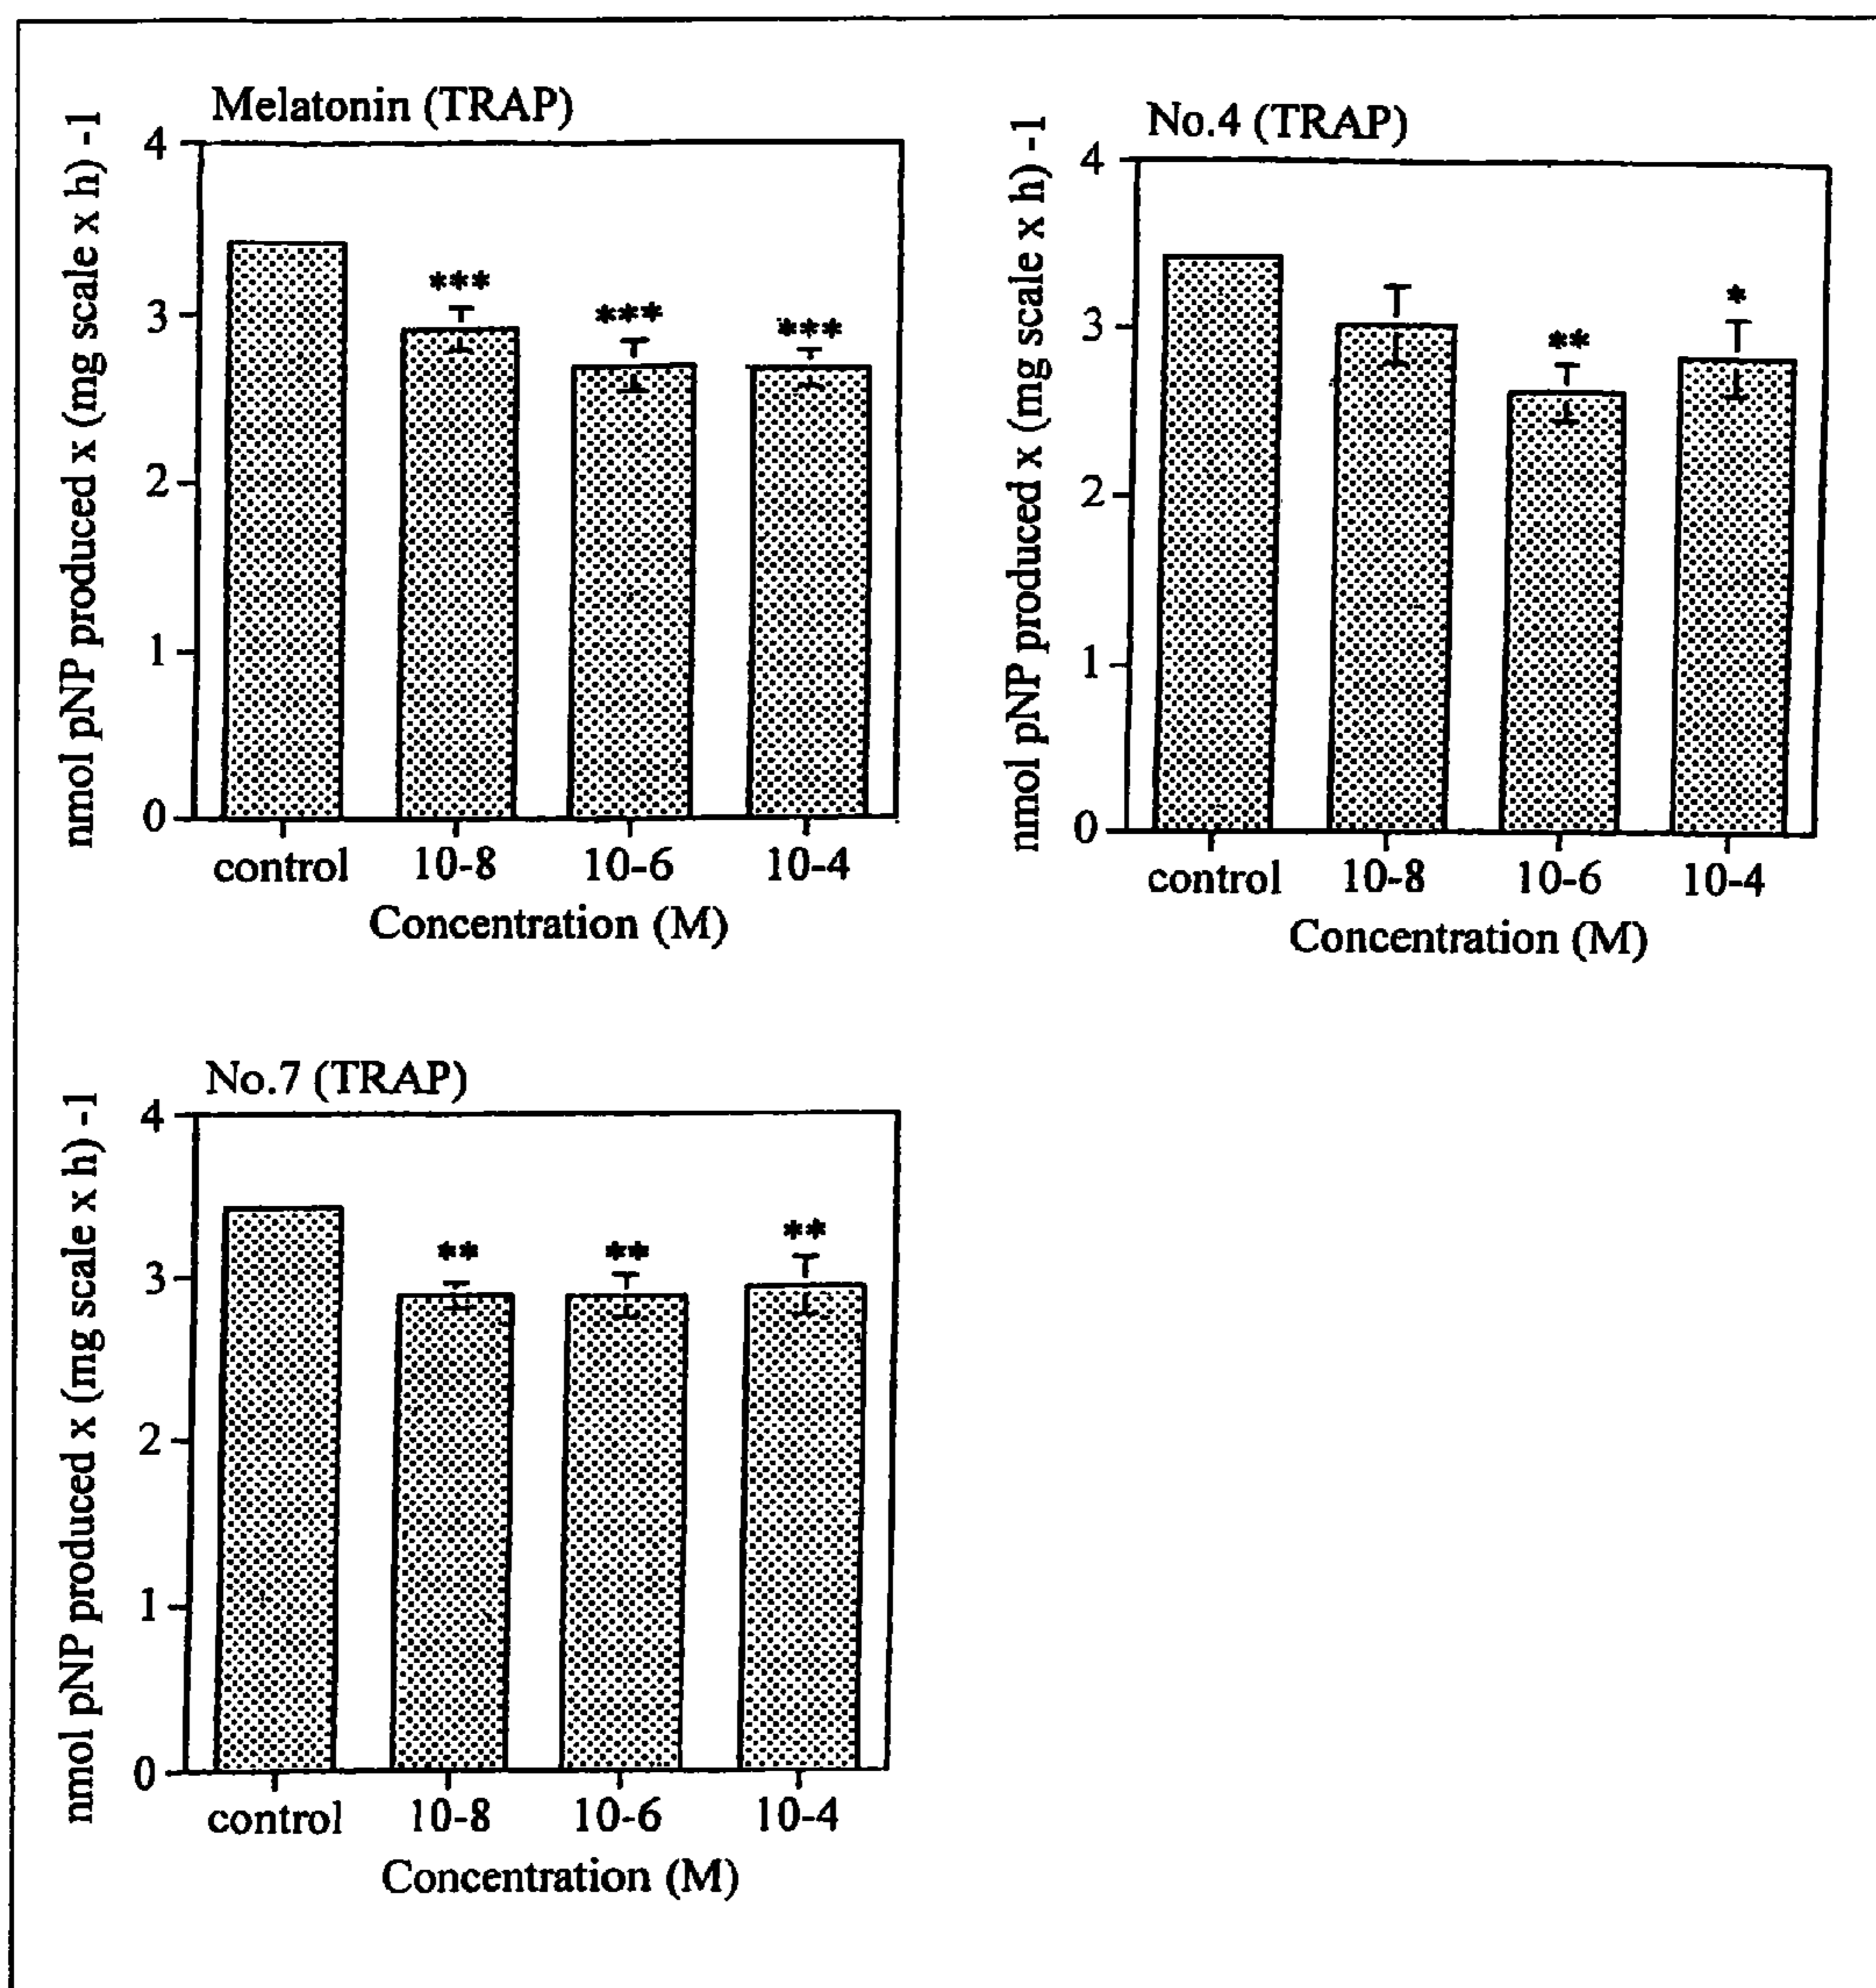 Melatonin (TRAP)
nmol pNP produced x (mg scale x h) -1
4
3
2
1
0
***
***
***
control 10-8 10-6 10-4
Concentration (M)
No.4 (TRAP)
nmol pNP produced x (mg scale x h) -1
4
3
2
1
0
**
*
control 10-8 10-6 10-4
Concentration (M)
No.7 (TRAP)
nmol pNP produced x (mg scale x h) -1
4
3
2
1
0
**
**
**
control 10-8 10-6 10-4
Concentration (M)